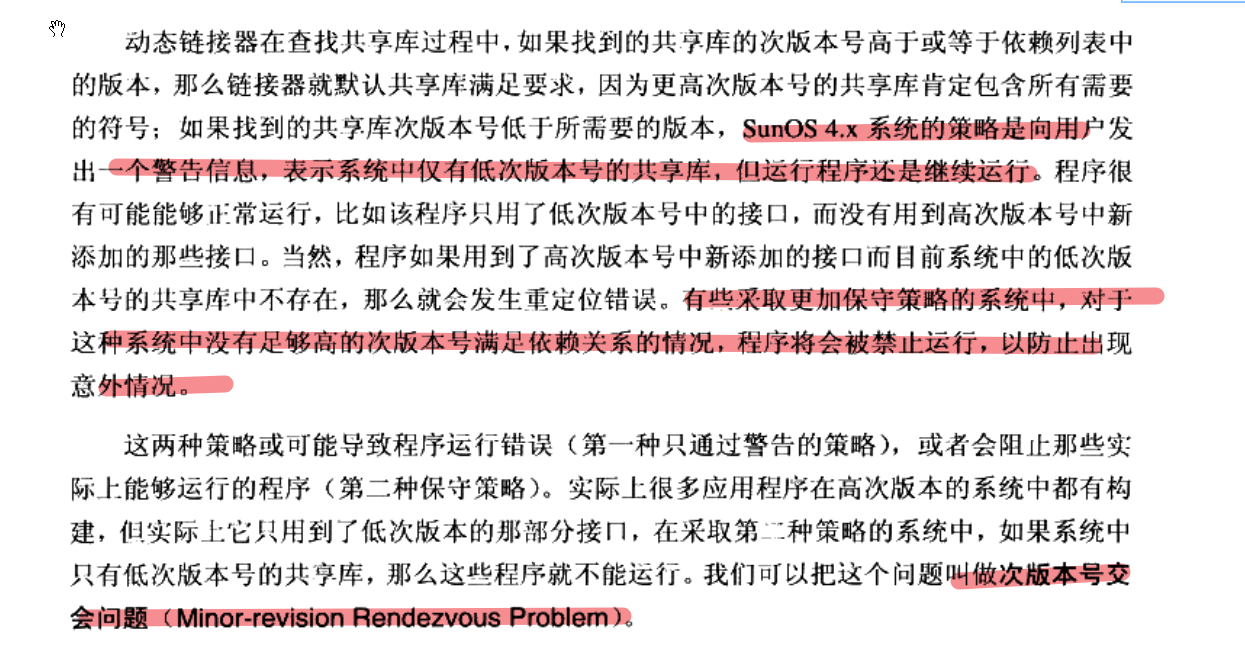 动态链接器在查找共享库过程中，如果找到的共享库的次版本号高于或等于依赖列表中
的版本，那么链接器就默认共享库满足要求，因为更高次版本号的共享库肯定包含所有需要
的符号；如果找到的共享库次版本号低于所需要的版本，SunOS 4.x 系统的策略是向用户发
出一个警告信息，表示系统中仅有低次版本号的共享库，但运行程序还是继续运行。程序很
有可能能够正常运行，比如该程序只用了低次版本号中的接口，而没有用到高次版本号中新
添加的那些接口。当然，程序如果用到了高次版本号中新添加的接口而目前系统中的低次版
本号的共享库中不存在，那么就会发生重定位错误。有些采取更加保守策略的系统中，对于
这种系统中没有足够高的次版本号满足依赖关系的情况，程序将会被禁止运行，以防止出现
意外情况。
这两种策略或可能导致程序运行错误（第一种只通过警告的策略），或者会阻止那些实
际上能够运行的程序（第二种保守策略）。实际上很多应用程序在高次版本的系统中都有构
建，但实际上它只用到了低次版本的那部分接口，在采取第二种策略的系统中，如果系统中
只有低次版本号的共享库，那么这些程序就不能运行。我们可以把这个问题叫做次版本号交
会问题（Minor-revision Rendezvous Problem）。